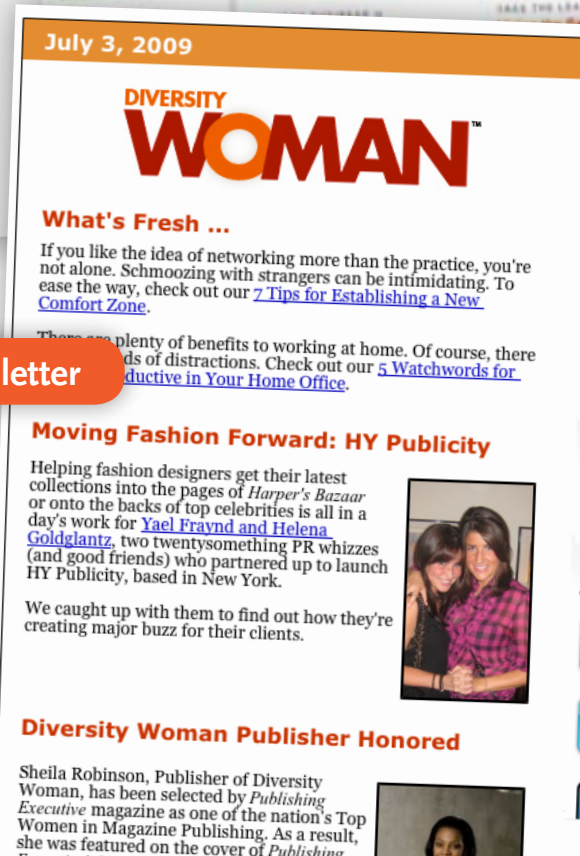 July 3, 2009
DIVERSITY
WOMAN™
What's Fresh ...
If you like the idea of networking more than the practice, you're
not alone. Schmoozing with strangers can be intimidating. To
ease the way, check out our 7 Tips for Establishing a New
Comfort Zone.
There are plenty of benefits to working at home. Of course, there
ds of distractions. Check out our 5 Watchwords for
letter
ductive in Your Home Office.
Moving Fashion Forward: HY Publicity
Helping fashion designers get their latest
collections into the pages of Harper's Bazaar
or onto the backs of top celebrities is all in a
day's work for Yael Fraynd and Helena
Goldglantz, two twentysomething PR whizzes
(and good friends) who partnered up to launch
HY Publicity, based in New York.
We caught up with them to find out how they're
creating major buzz for their clients.
Diversity Woman Publisher Honored
Sheila Robinson, Publisher of Diversity
Woman, has been selected by Publishing
Executive magazine as one of the nation's Top
Women in Magazine Publishing. As a result,
she was featured on the cover of Publishing